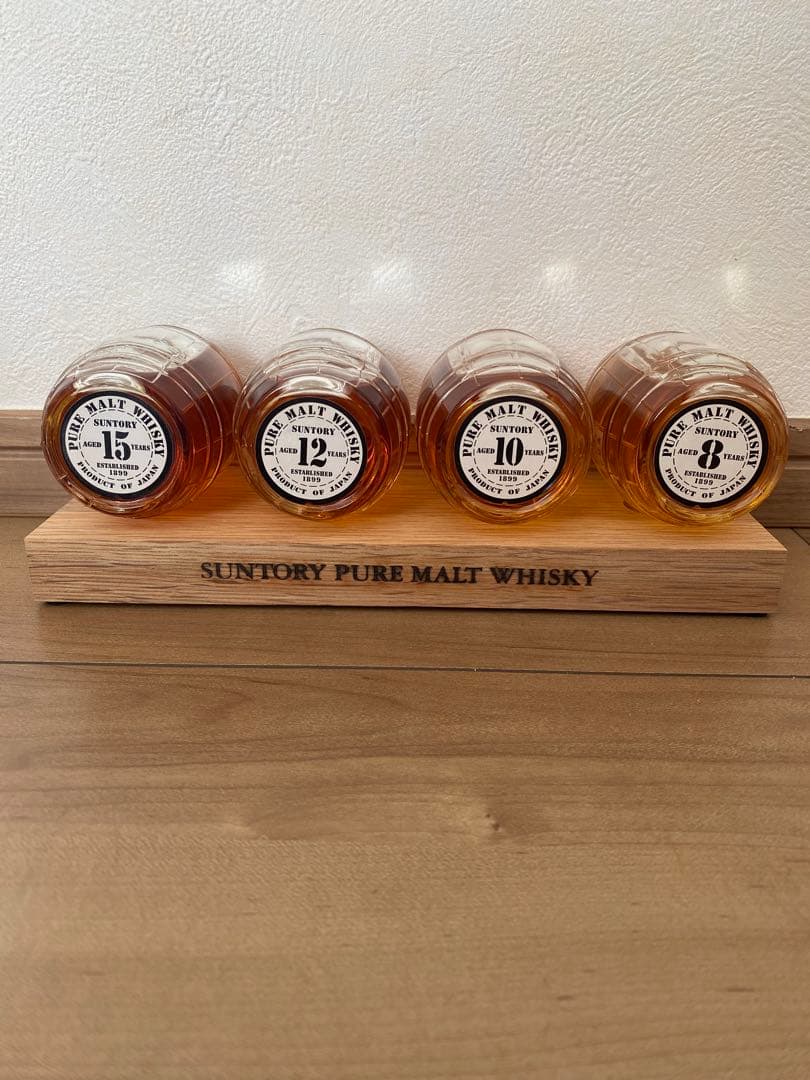 PURE MALT WHISKY
SUNTORY
AGED 15 YEARS
ESTABLISHED
1899
PRODUCT OF JAPAN
PURE MALT WHISKY
SUNTORY
AGED 12 YEARS
ESTABLISHED
1899
PRODUCT OF JAPAN
PURE MALT WHISKY
SUNTORY
AGED 10 YEARS
ESTABLISHED
1899
PRODUCT OF JAPAN
PURE MALT WHISKY
SUNTORY
AGED 8 YEARS
ESTABLISHED
1899
PRODUCT OF JAPAN
SUNTORY PURE MALT WHISKY